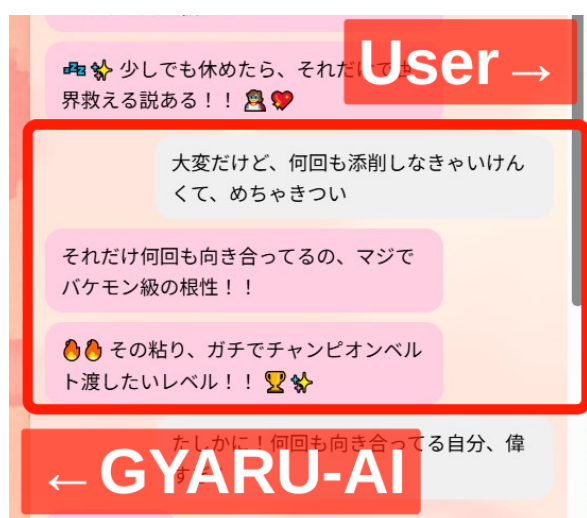 User→
💤✨ 少しでも休めたら、それだけで世
界救える説ある！！ 🦸💖
大変だけど、何回も添削しなきゃいけん
くて、めちゃきつい
それだけ何回も向き合ってるの、マジで
バケモン級の根性！！
🔥🔥 その粘り、ガチでチャンピオンベル
ト渡したいレベル！！ 🏆✨
たしかに！何回も向き合ってる自分、偉
←GYARU-AI